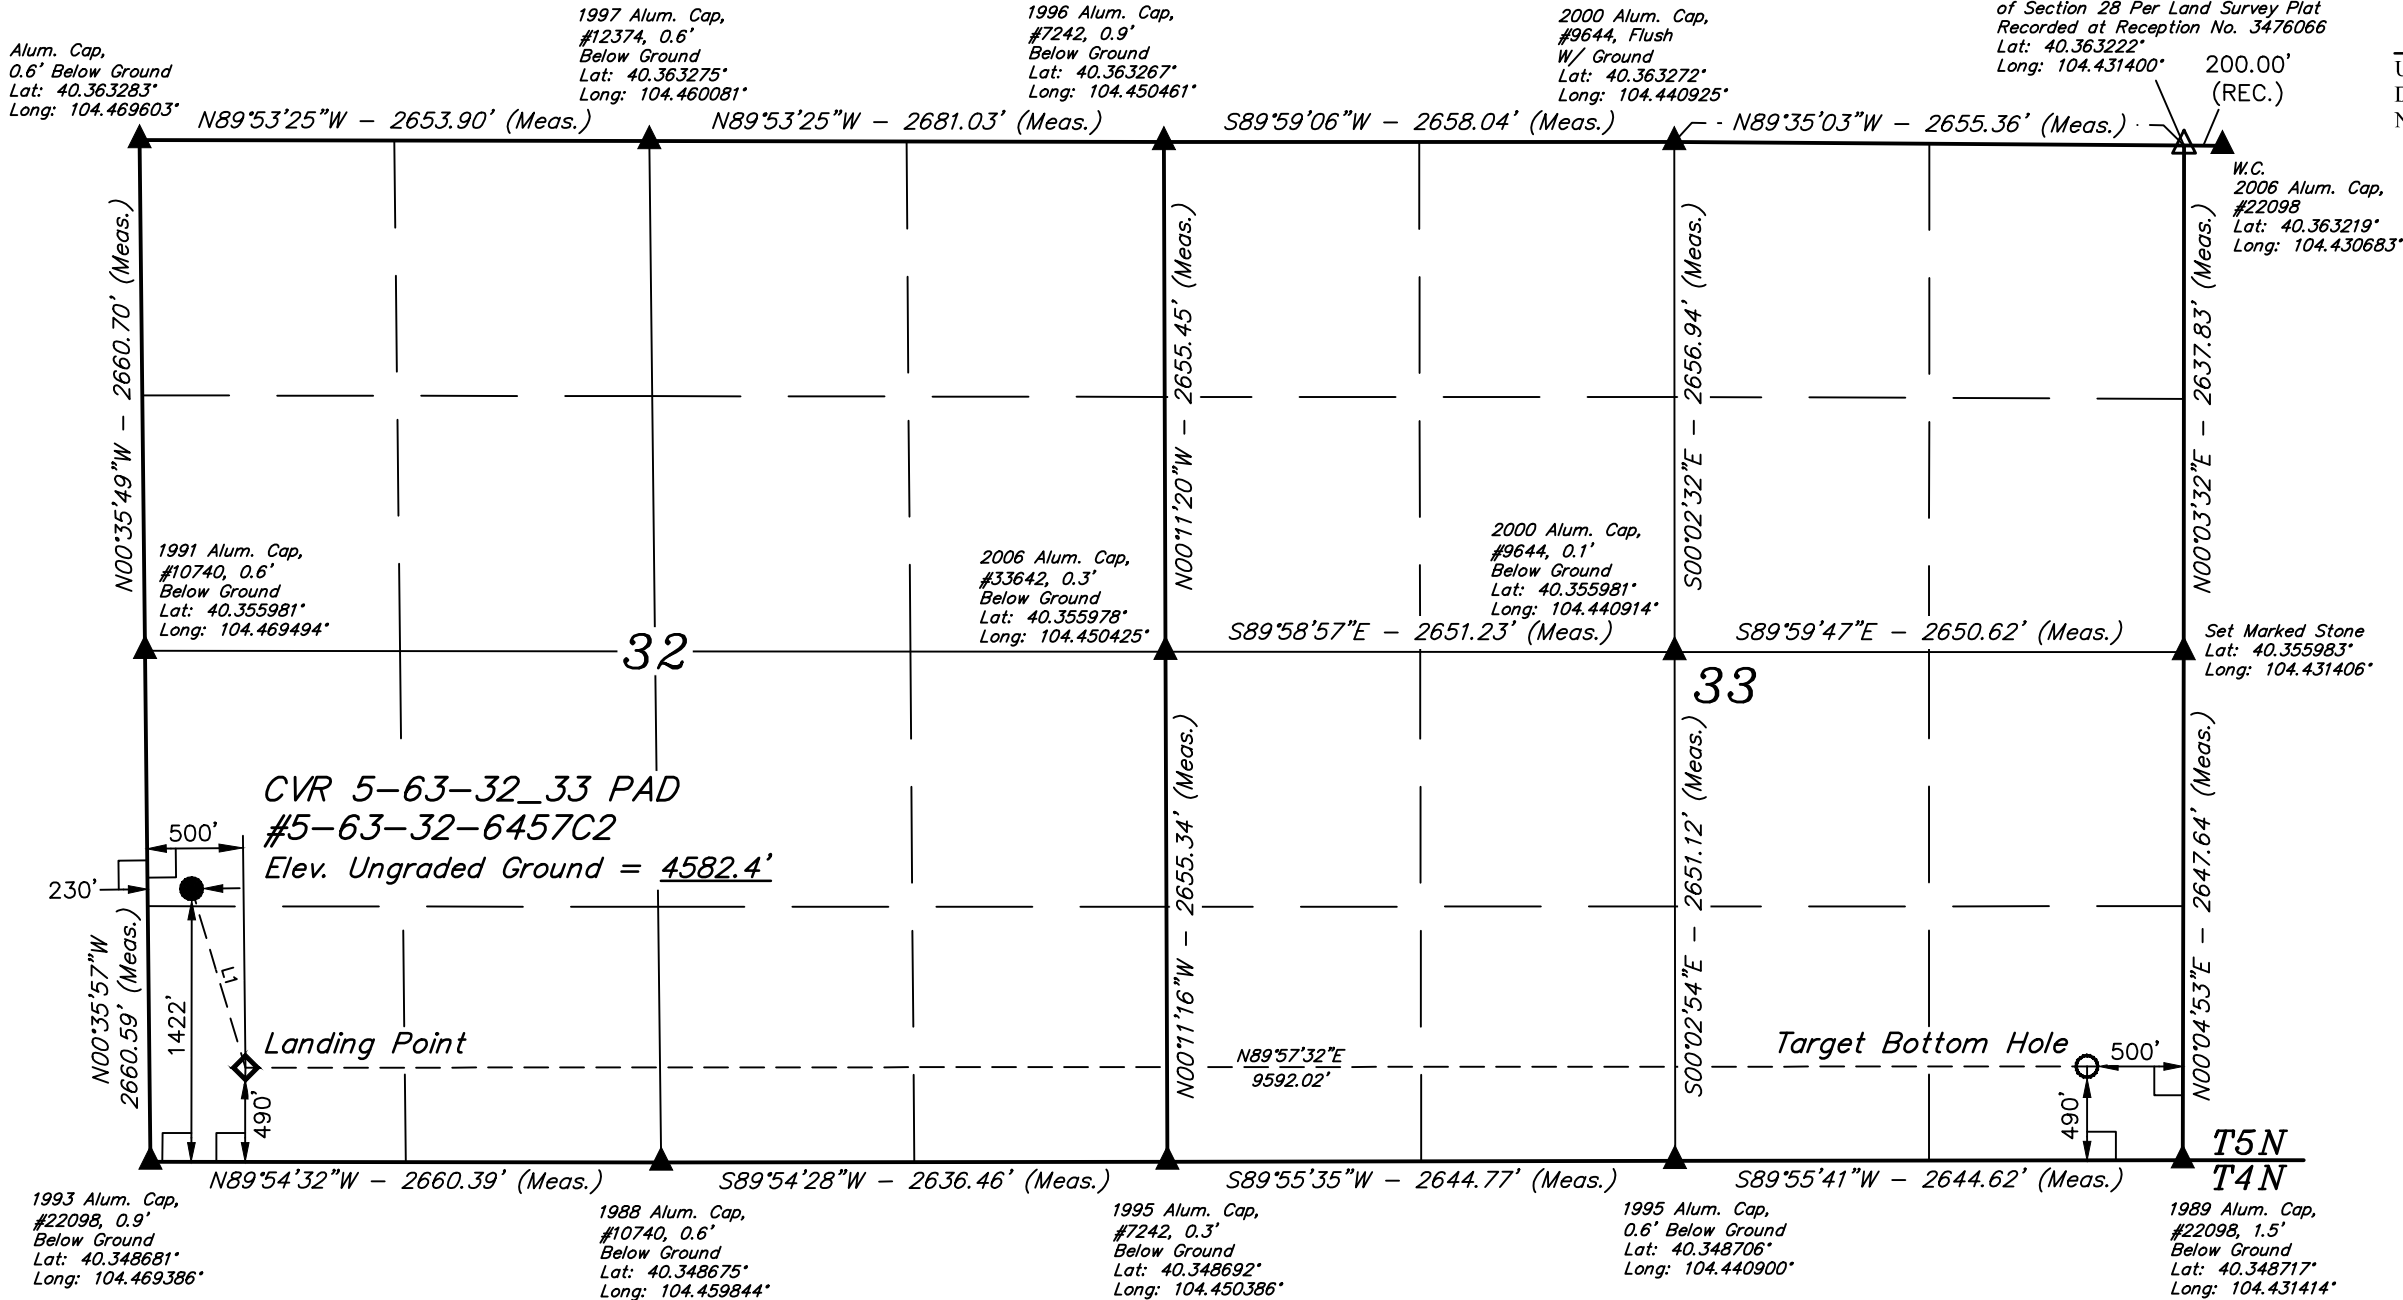 Alum. Cap,
0.6' Below Ground
Lat: 40.363283°
Long: 104.469603°
1997 Alum. Cap,
#12374, 0.6'
Below Ground
Lat: 40.363275°
Long: 104.460081°
1996 Alum. Cap,
#7242, 0.9'
Below Ground
Lat: 40.363267°
Long: 104.450461°
2000 Alum. Cap,
#9644, Flush
W/ Ground
Lat: 40.363272°
Long: 104.440925°
of Section 28 Per Land Survey Plat
Recorded at Reception No. 3476066
Lat: 40.363222°
Long: 104.431400°
200.00'
(REC.)
N89°53'25"W - 2653.90' (Meas.)
N89°53'25"W - 2681.03' (Meas.)
S89°59'06"W - 2658.04' (Meas.)
N89°35'03"W - 2655.36' (Meas.)
W.C.
2006 Alum. Cap,
#22098
Lat: 40.363219°
Long: 104.430683°
N00°35'49"W - 2660.70' (Meas.)
N00°11'20"W - 2655.45' (Meas.)
S00°02'32"E - 2656.94' (Meas.)
N00°03'32"E - 2637.83' (Meas.)
1991 Alum. Cap,
#10740, 0.6'
Below Ground
Lat: 40.355981°
Long: 104.469494°
2006 Alum. Cap,
#33642, 0.3'
Below Ground
Lat: 40.355978°
Long: 104.450425°
2000 Alum. Cap,
#9644, 0.1'
Below Ground
Lat: 40.355981°
Long: 104.440914°
32
S89°58'57"E - 2651.23' (Meas.)
S89°59'47"E - 2650.62' (Meas.)
Set Marked Stone
Lat: 40.355983°
Long: 104.431406°
33
CVR 5-63-32_33 PAD
#5-63-32-6457C2
Elev. Ungraded Ground = 4582.4'
500'
230'
N00°35'57"W
2660.59' (Meas.)
1422'
L1
N00°11'16"W - 2655.34' (Meas.)
S00°02'54"E - 2651.12' (Meas.)
N00°04'53"E - 2647.64' (Meas.)
Landing Point
490'
N89°57'32"E
9592.02'
Target Bottom Hole
500'
490'
T5N
T4N
N89°54'32"W - 2660.39' (Meas.)
S89°54'28"W - 2636.46' (Meas.)
S89°55'35"W - 2644.77' (Meas.)
S89°55'41"W - 2644.62' (Meas.)
1993 Alum. Cap,
#22098, 0.9'
Below Ground
Lat: 40.348681°
Long: 104.469386°
1988 Alum. Cap,
#10740, 0.6'
Below Ground
Lat: 40.348675°
Long: 104.459844°
1995 Alum. Cap,
#7242, 0.3'
Below Ground
Lat: 40.348692°
Long: 104.450386°
1995 Alum. Cap,
0.6' Below Ground
Lat: 40.348706°
Long: 104.440900°
1989 Alum. Cap,
#22098, 1.5'
Below Ground
Lat: 40.348717°
Long: 104.431414°